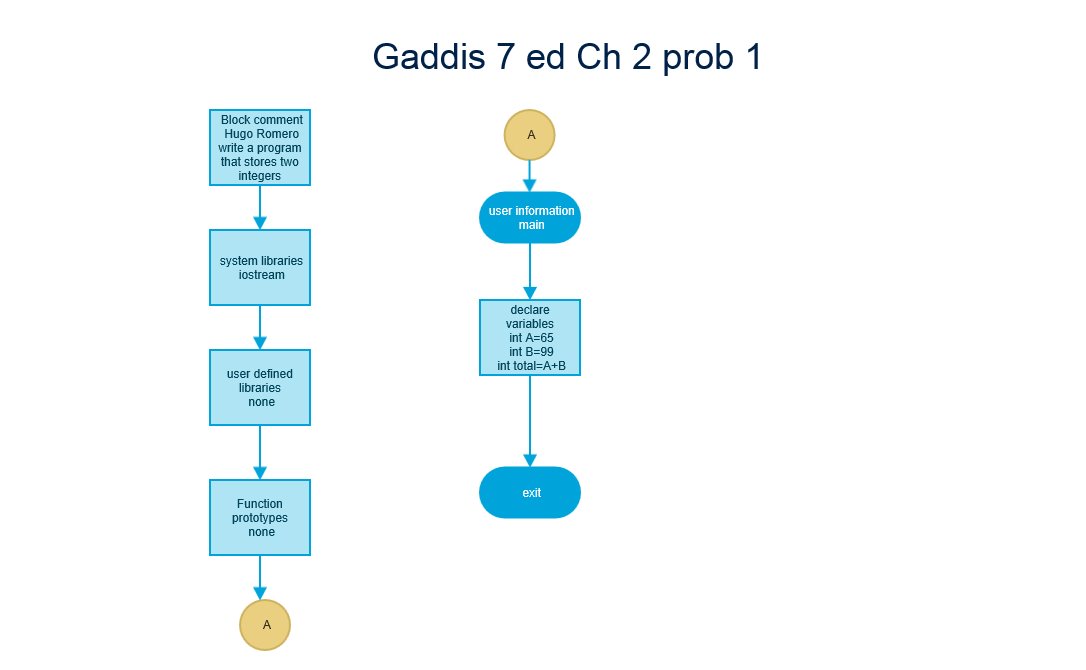 Gaddis 7 ed Ch 2 prob 1
Block comment
Hugo Romero
write a program
that stores two
integers
system libraries
iostream
user defined
libraries
none
Function
prototypes
none
A
A
user information
main
declare
variables
int A=65
int B=99
int total=A+B
exit